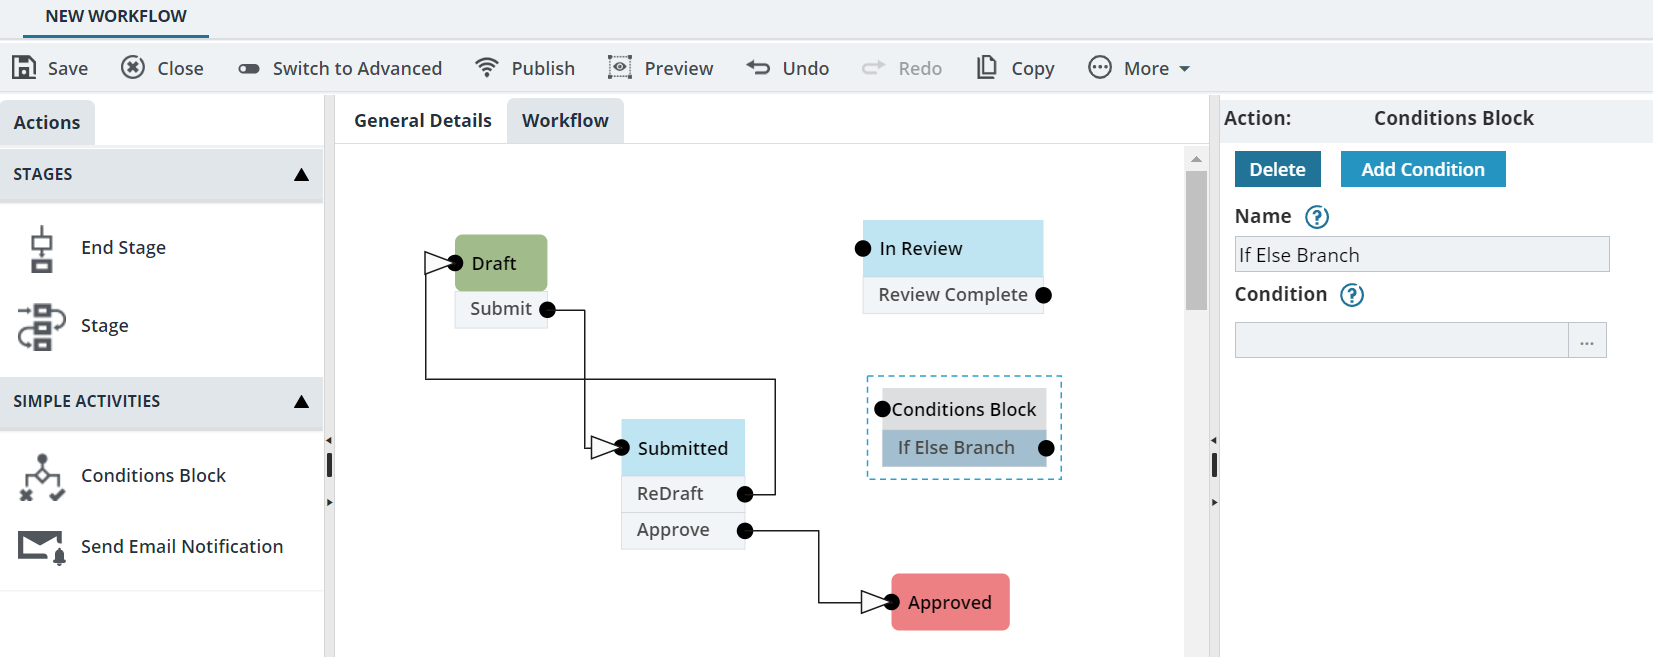 NEW WORKFLOW
Save Close Switch to Advanced Publish Preview Undo Redo Copy More
Actions
STAGES
End Stage
Stage
SIMPLE ACTIVITIES
Conditions Block
Send Email Notification
General Details Workflow
Draft
Submit
In Review
Review Complete
Conditions Block
If Else Branch
Submitted
ReDraft
Approve
Approved
Action: Conditions Block
Delete Add Condition
Name ?
If Else Branch
Condition ?
...